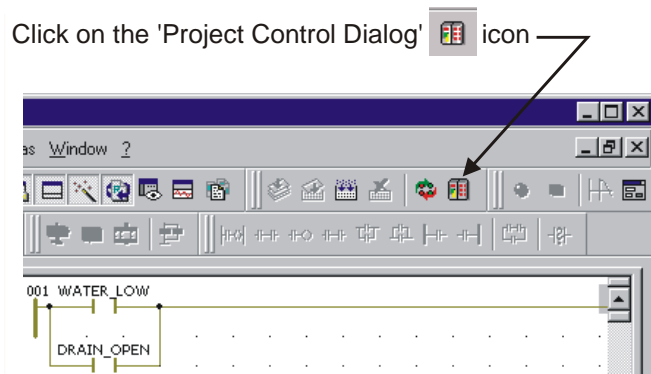 Click on the 'Project Control Dialog' icon
as Window ?
001 WATER_LOW
DRAIN_OPEN